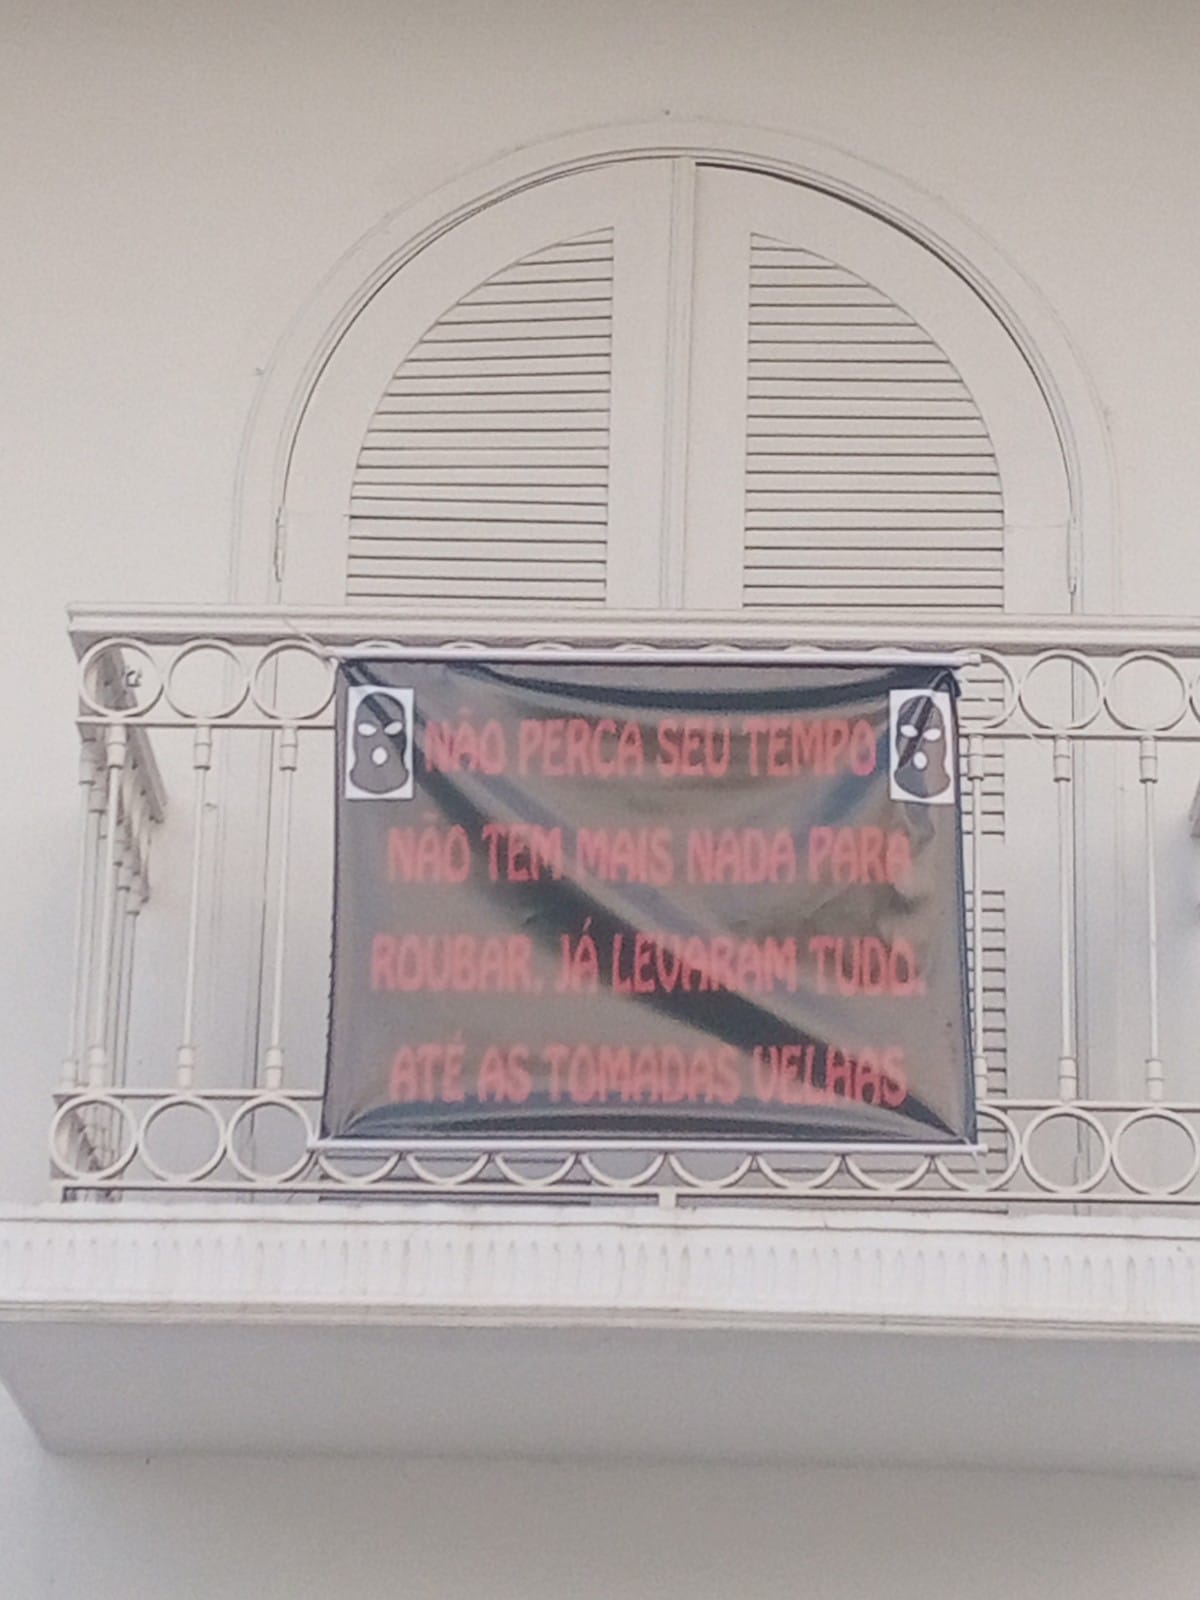 NÃO PERCA SEU TEMPO
NÃO TEM MAIS NADA PARA
ROUBAR. JÁ LEVARAM TUDO.
ATÉ AS TOMADAS VELHAS